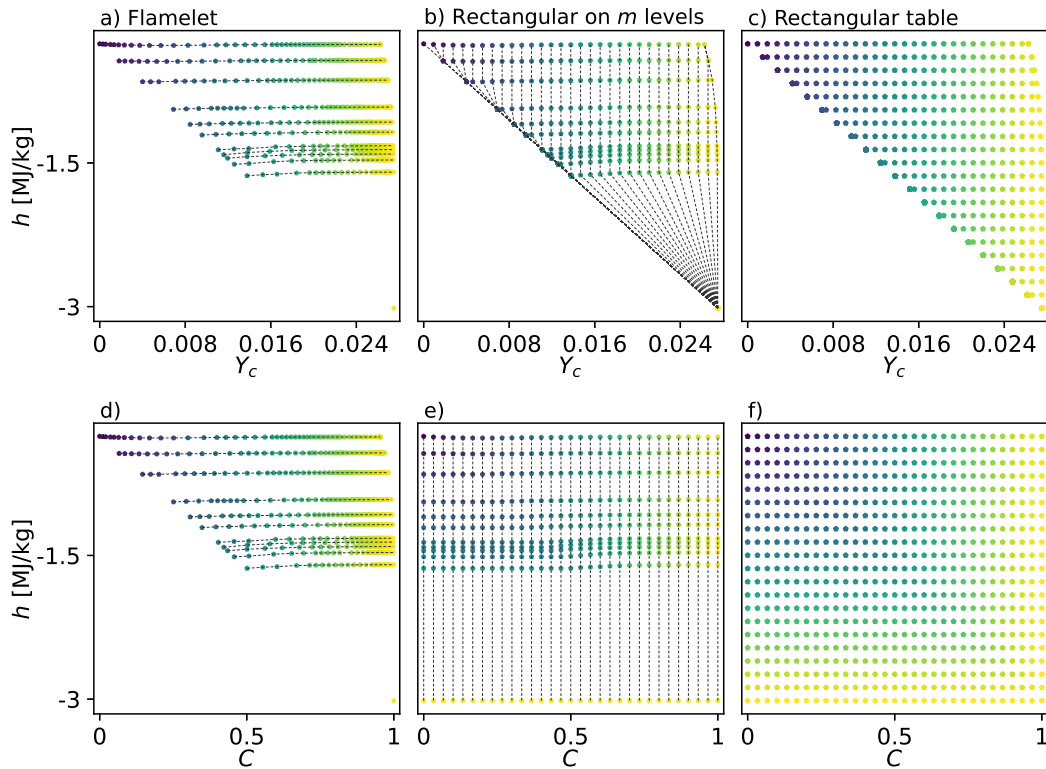 a) Flamelet
b) Rectangular on m levels
c) Rectangular table
h [MJ/kg]
-1.5
-3
0 0.008 0.016 0.024
Y_c
0 0.008 0.016 0.024
Y_c
0 0.008 0.016 0.024
Y_c
d)
e)
f)
h [MJ/kg]
-1.5
-3
0 0.5 1
C
0 0.5 1
C
0 0.5 1
C